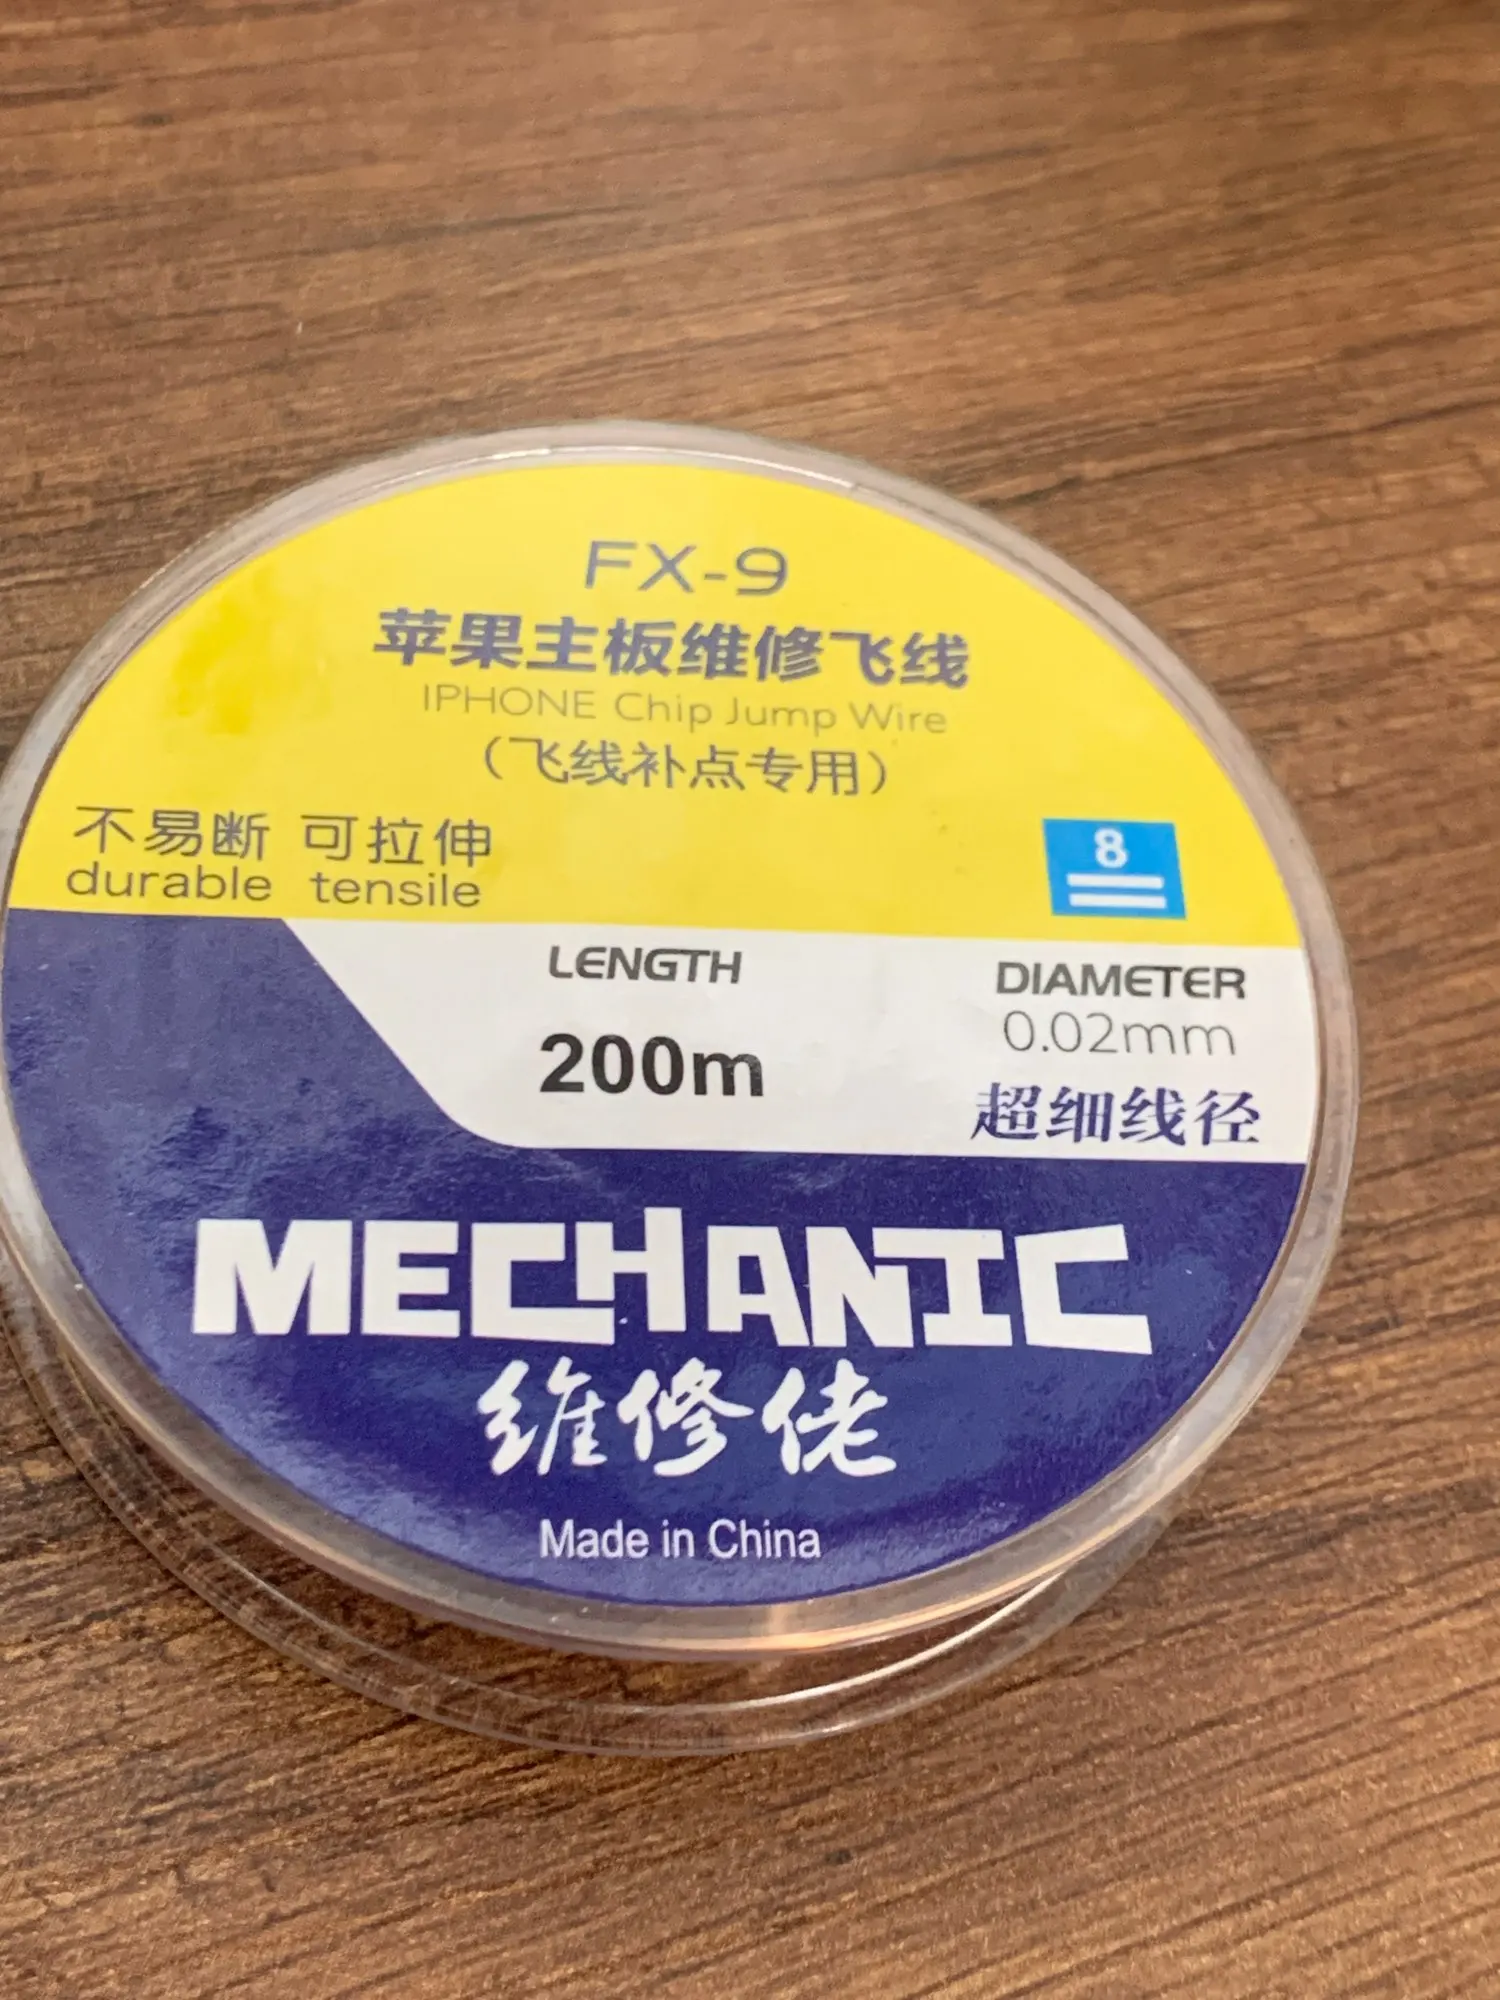 FX-9
苹果主板维修飞线
IPHONE Chip Jump Wire
（飞线补点专用）
不易断 可拉伸
durable tensile
8
LENGTH
200m
DIAMETER
0.02mm
超细线径
MECHANIC
维修佬
Made in China